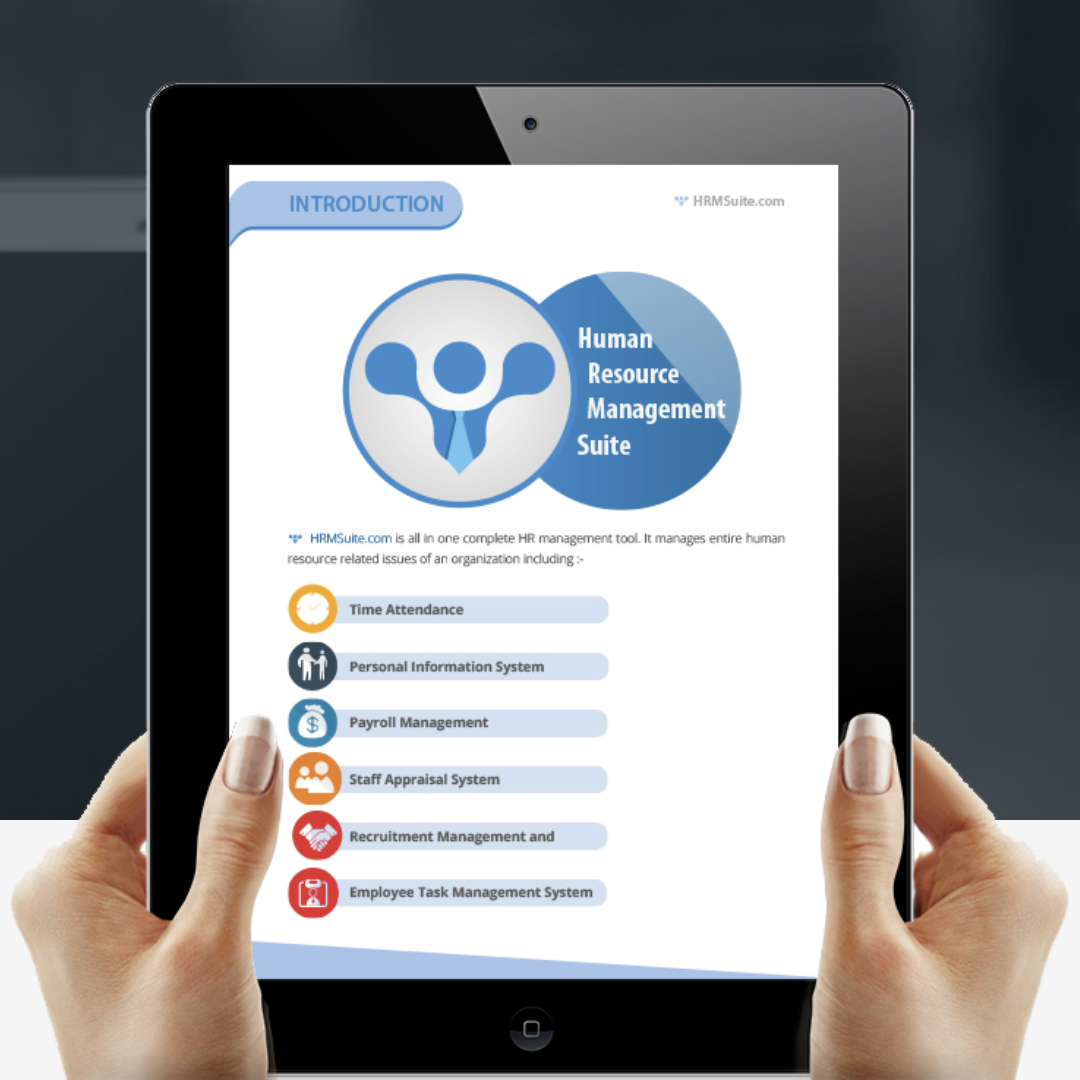 INTRODUCTION
HRMSuite.com
Human
Resource
Management
Suite
HRMSuite.com is all in one complete HR management tool. It manages entire human
resource related issues of an organization including :-
Time Attendance
Personal Information System
Payroll Management
Staff Appraisal System
Recruitment Management and
Employee Task Management System